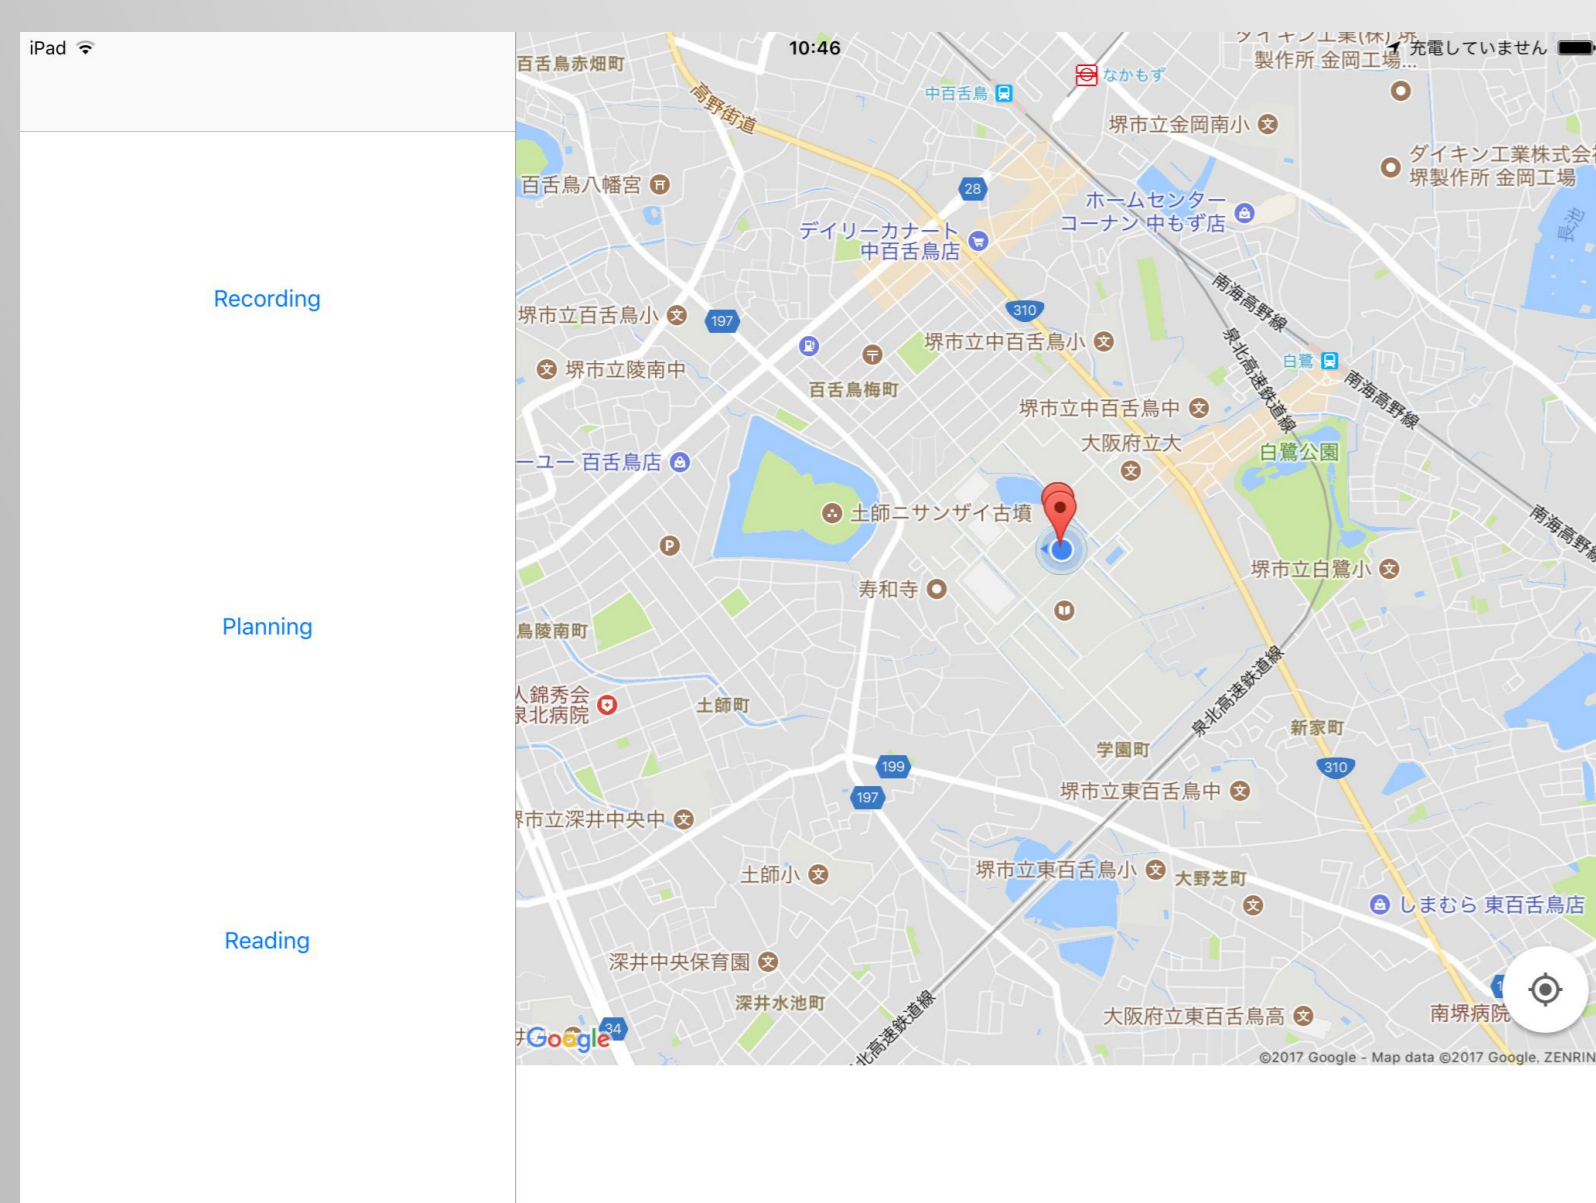 iPad
10:46
充電していません
Recording
Planning
Reading
百舌鳥赤畑町
高野街道
中百舌鳥
なかもず
製作所 金岡工場...
堺市立金岡南小
ダイキン工業株式会
堺製作所 金岡工場
百舌鳥八幡宮
28
ホームセンター
コーナン 中もず店
長池
デイリーカナート
中百舌鳥店
南海高野線
堺市立百舌鳥小
197
310
堺市立中百舌鳥小
泉北高速鉄道線
白鷺
堺市立陵南中
百舌鳥梅町
南海高野線
堺市立中百舌鳥中
大阪府立大
白鷺公園
ーユー 百舌鳥店
土師ニサンザイ古墳
南海高野線
P
堺市立白鷺小
寿和寺
鳥陵南町
人錦秀会
泉北病院
土師町
泉北高速鉄道線
新家町
学園町
199
310
197
堺市立東百舌鳥中
堺市立深井中央中
土師小
堺市立東百舌鳥小
大野芝町
しまむら 東百舌鳥店
深井中央保育園
深井水池町
北高速鉄道線
大阪府立東百舌鳥高
南堺病院
34
Google
©2017 Google - Map data ©2017 Google, ZENRIN